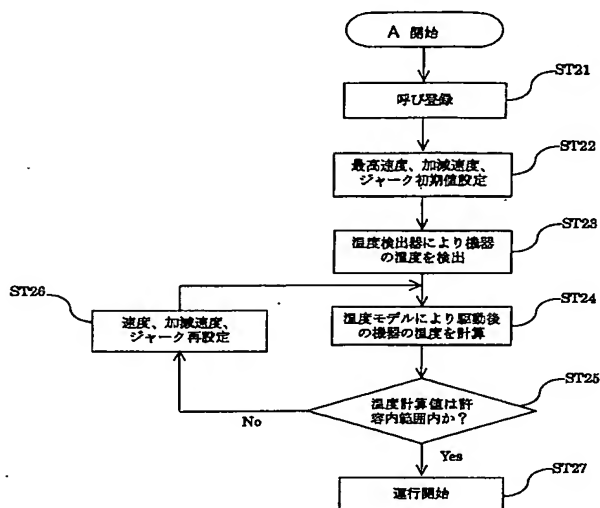 A 開始
ST21
呼び登録
ST22
最高速度、加減速度、
ジャーク初期値設定
ST23
温度検出器により機器
の温度を検出
ST26
速度、加減速度、
ジャーク再設定
ST24
温度モデルにより駆動後
の機器の温度を計算
ST25
温度計算値は許
容内範囲内か？
No
Yes
ST27
運行開始